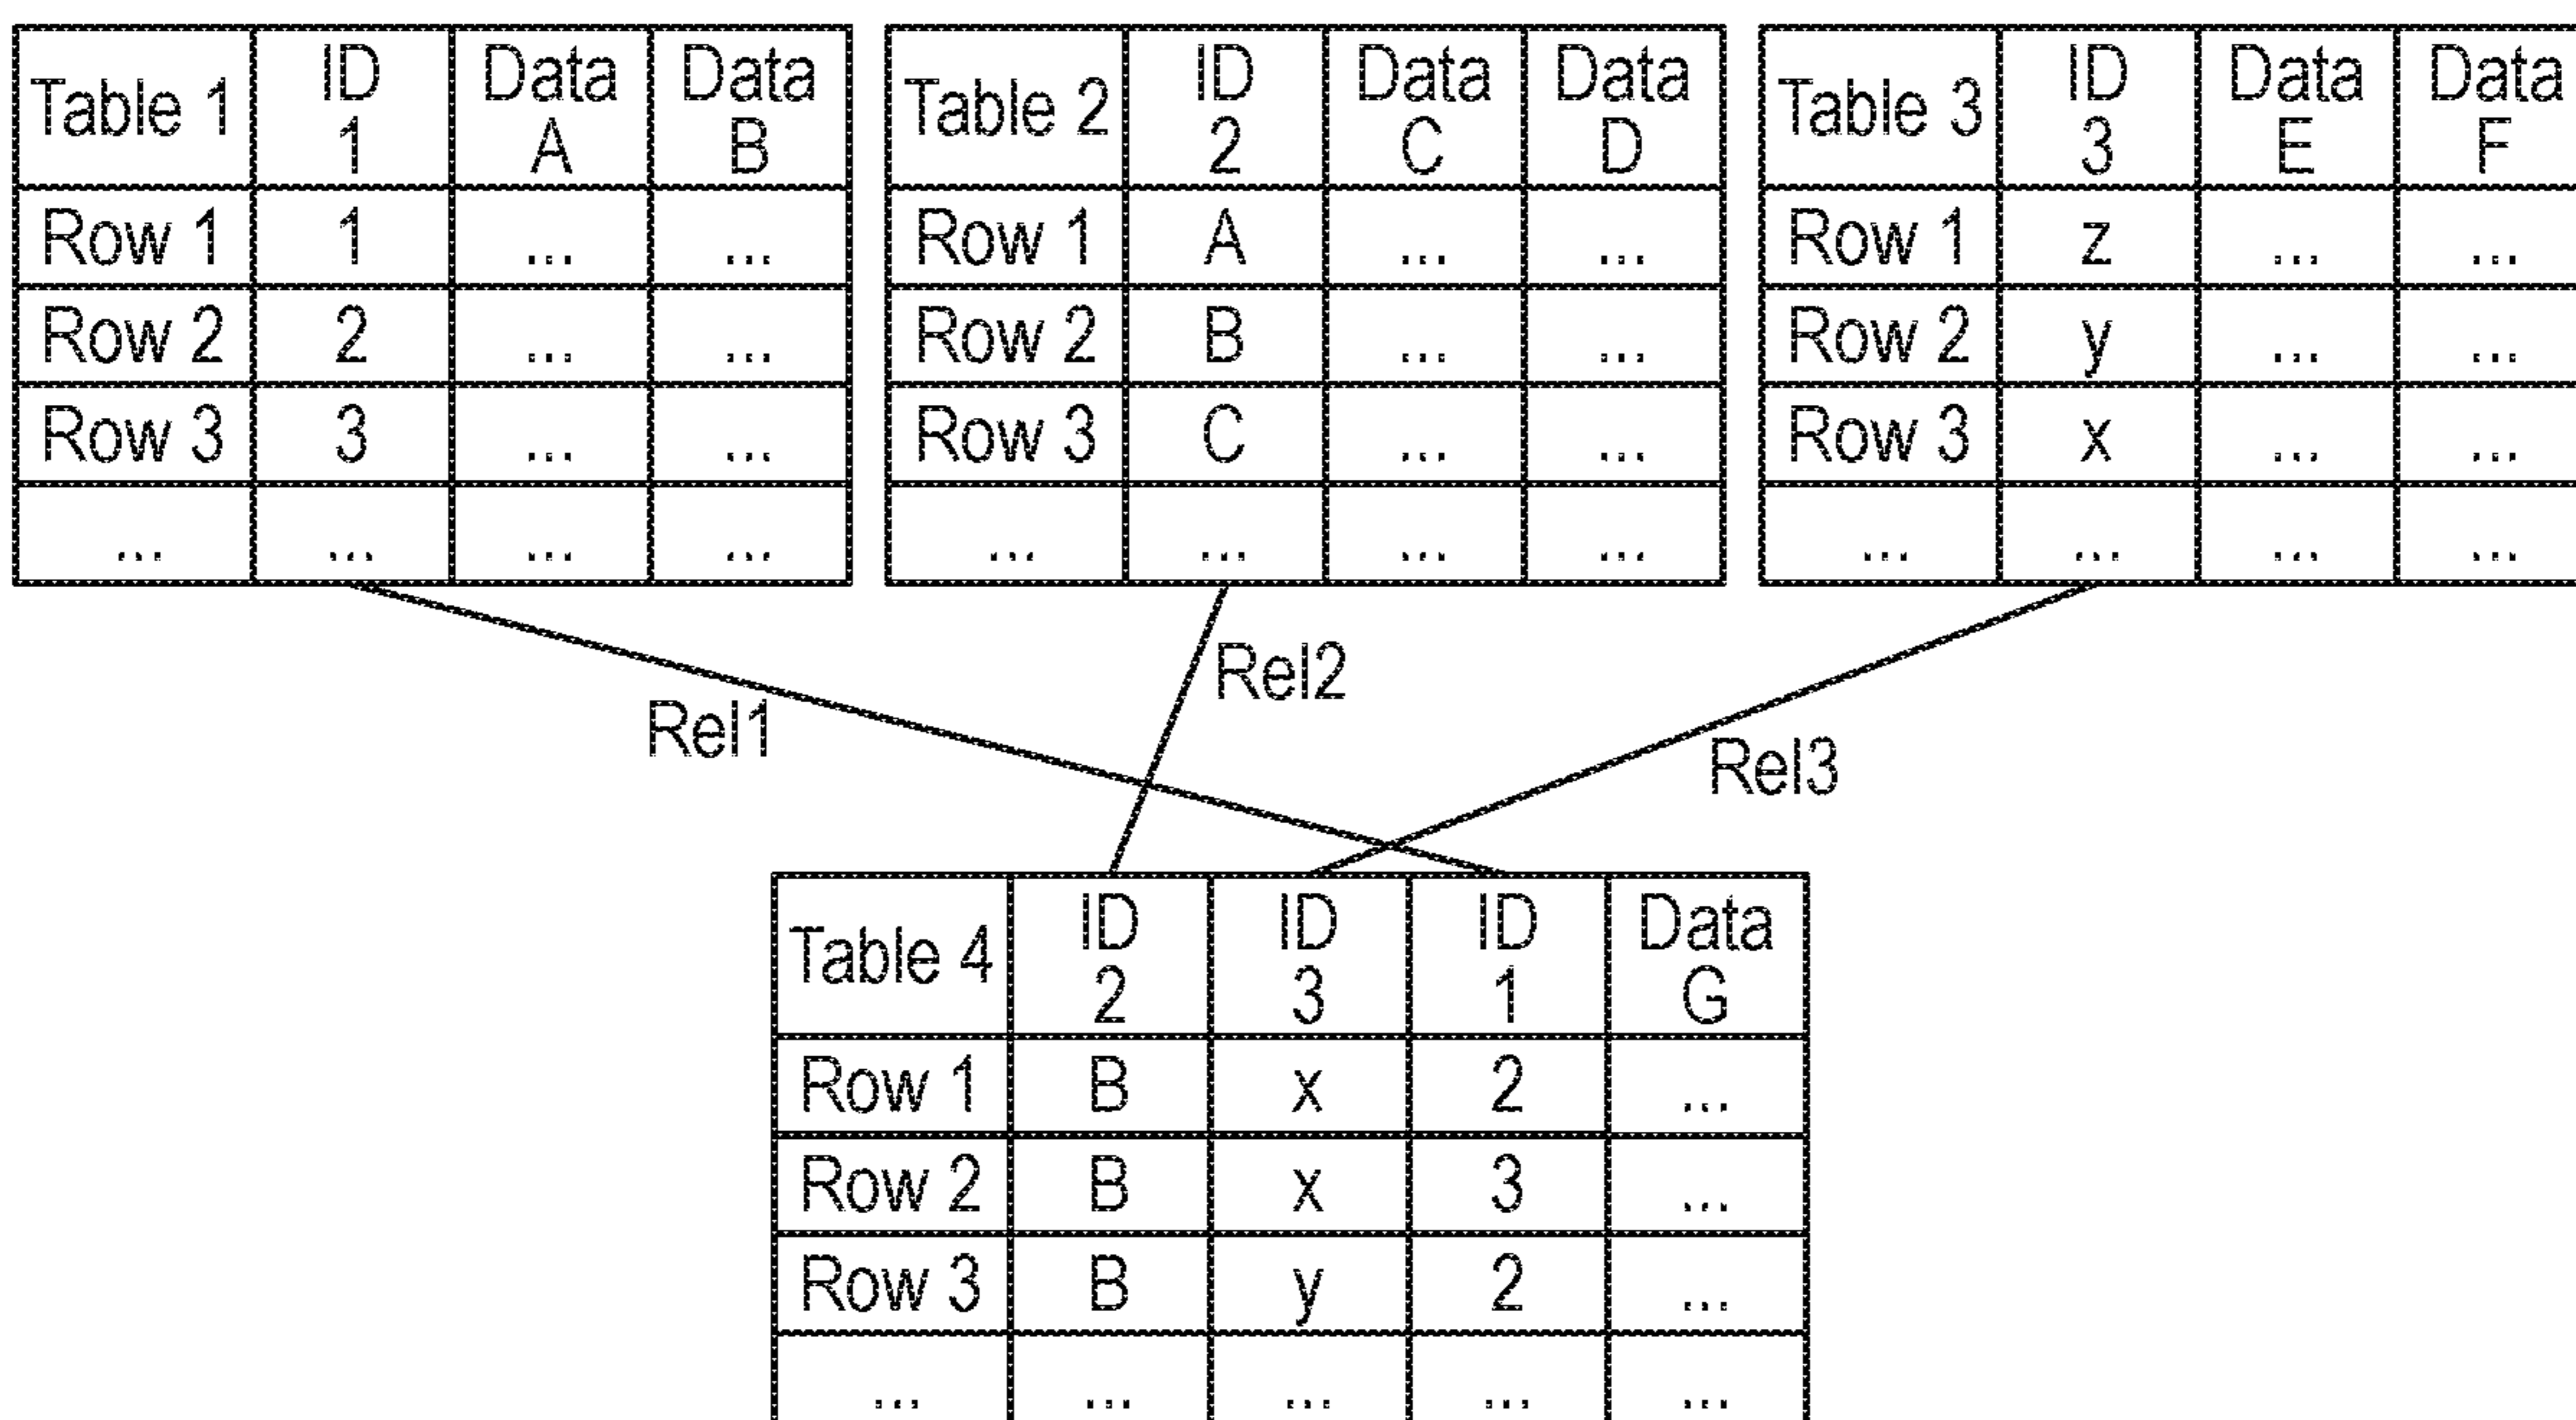 Table 1 ID 1 Data A Data B
Row 1 1 ... ...
Row 2 2 ... ...
Row 3 3 ... ...
... ... ... ...
Table 2 ID 2 Data C Data D
Row 1 A ... ...
Row 2 B ... ...
Row 3 C ... ...
... ... ... ...
Table 3 ID 3 Data E Data F
Row 1 z ... ...
Row 2 y ... ...
Row 3 x ... ...
... ... ... ...
Rel1
Rel2
Rel3
Table 4 ID 2 ID 3 ID 1 Data G
Row 1 B x 2 ...
Row 2 B x 3 ...
Row 3 B y 2 ...
... ... ... ... ...